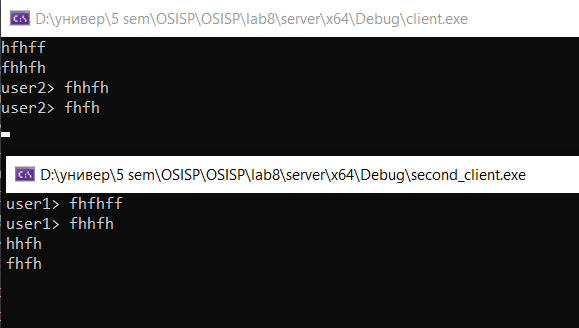 D:\универ\5 sem\OSISP\OSISP\lab8\server\x64\Debug\client.exe
hfhff
fhhfh
user2> fhhfh
user2> fhfh
D:\универ\5 sem\OSISP\OSISP\lab8\server\x64\Debug\second_client.exe
user1> fhfhff
user1> fhhfh
hhfh
fhfh